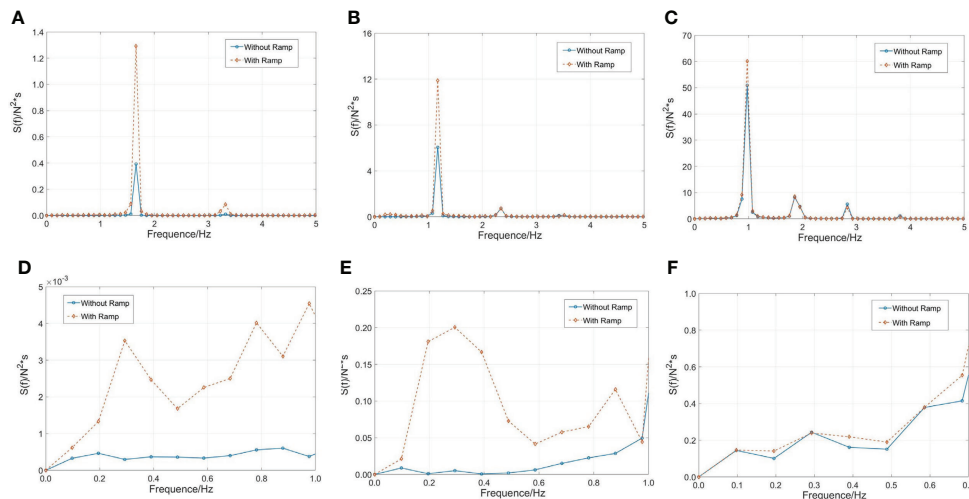 A
S(f)/N²*s
1.4
1.2
1.0
0.8
0.6
0.4
0.2
0.0
0 1 2 3 4 5
Frequence/Hz
Without Ramp
With Ramp
B
S(f)/N²*s
16
12
8
4
0
0 1 2 3 4 5
Frequence/Hz
Without Ramp
With Ramp
C
S(f)/N²*s
70
60
50
40
30
20
10
0
0 1 2 3 4 5
Frequence/Hz
Without Ramp
With Ramp
D
×10⁻³
S(f)/N²*s
5
4
3
2
1
0
0.0 0.2 0.4 0.6 0.8 1.0
Frequence/Hz
Without Ramp
With Ramp
E
S(f)/N⁻*s
0.25
0.20
0.15
0.10
0.05
0.00
0.0 0.2 0.4 0.6 0.8 1.0
Frequence/Hz
Without Ramp
With Ramp
F
S(f)/N²*s
1.0
0.8
0.6
0.4
0.2
0.0
0.0 0.1 0.2 0.3 0.4 0.5 0.6 0.7
Frequence/Hz
Without Ramp
With Ramp